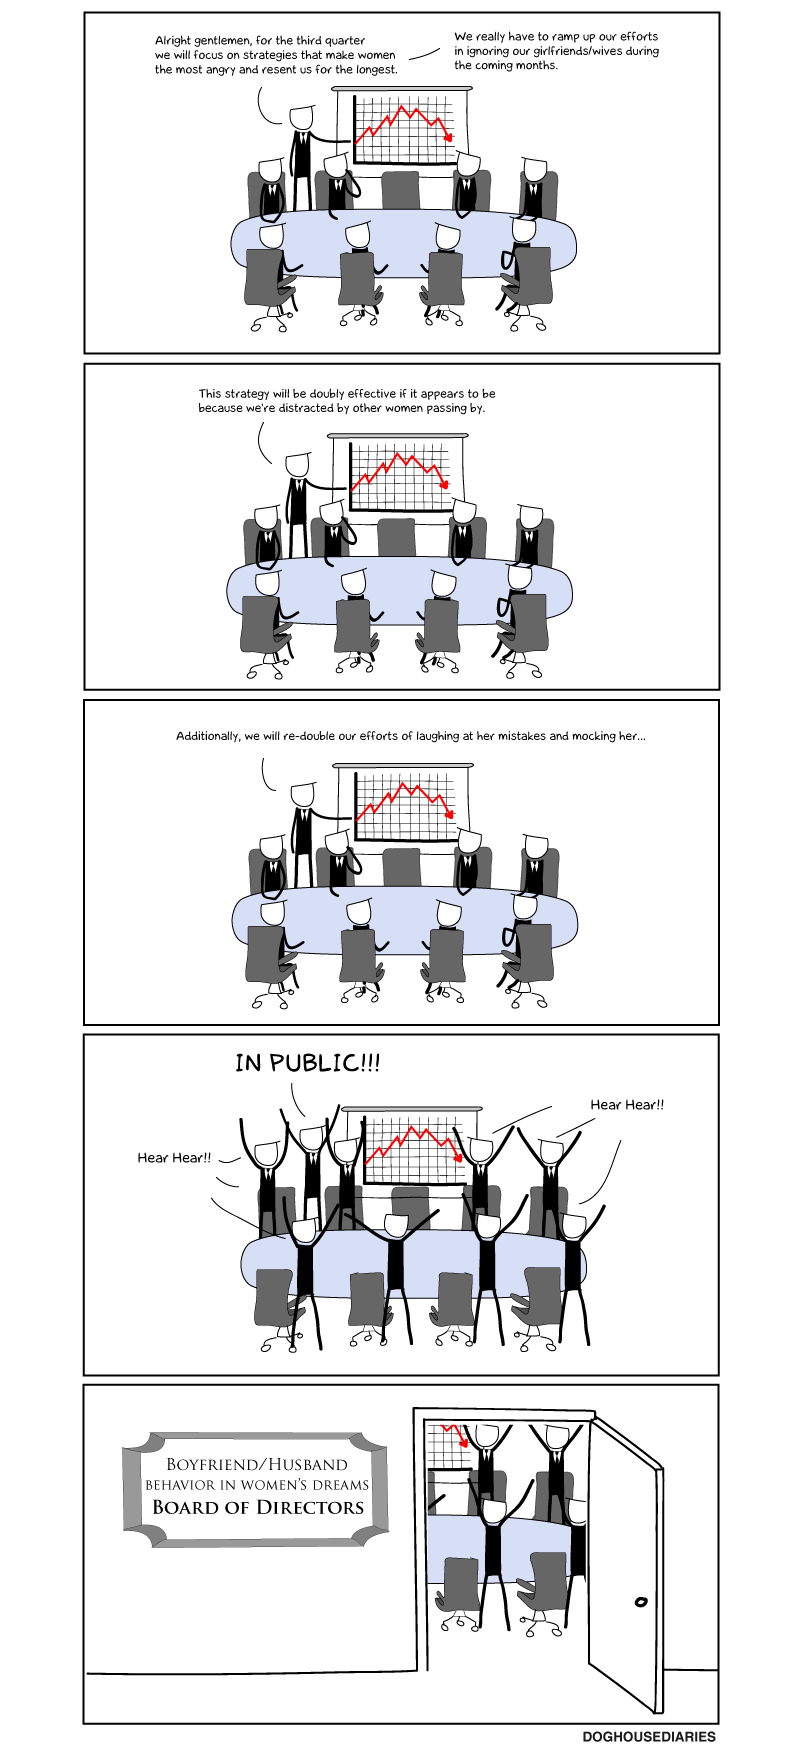 Alright gentlemen, for the third quarter
we will focus on strategies that make women
the most angry and resent us for the longest.
We really have to ramp up our efforts
in ignoring our girlfriends/wives during
the coming months.
This strategy will be doubly effective if it appears to be
because we're distracted by other women passing by.
Additionally, we will re-double our efforts of laughing at her mistakes and mocking her...
IN PUBLIC!!!
Hear Hear!!
Hear Hear!!
BOYFRIEND/HUSBAND
BEHAVIOR IN WOMEN'S DREAMS
BOARD OF DIRECTORS
DOGHOUSEDIARIES